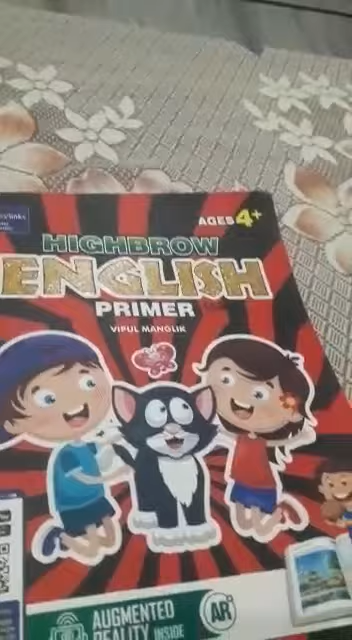 AGES 4+
HIGHBROW
ENGLISH
PRIMER
VIPUL MANGLIK
AUGMENTED
REALITY INSIDE
AR